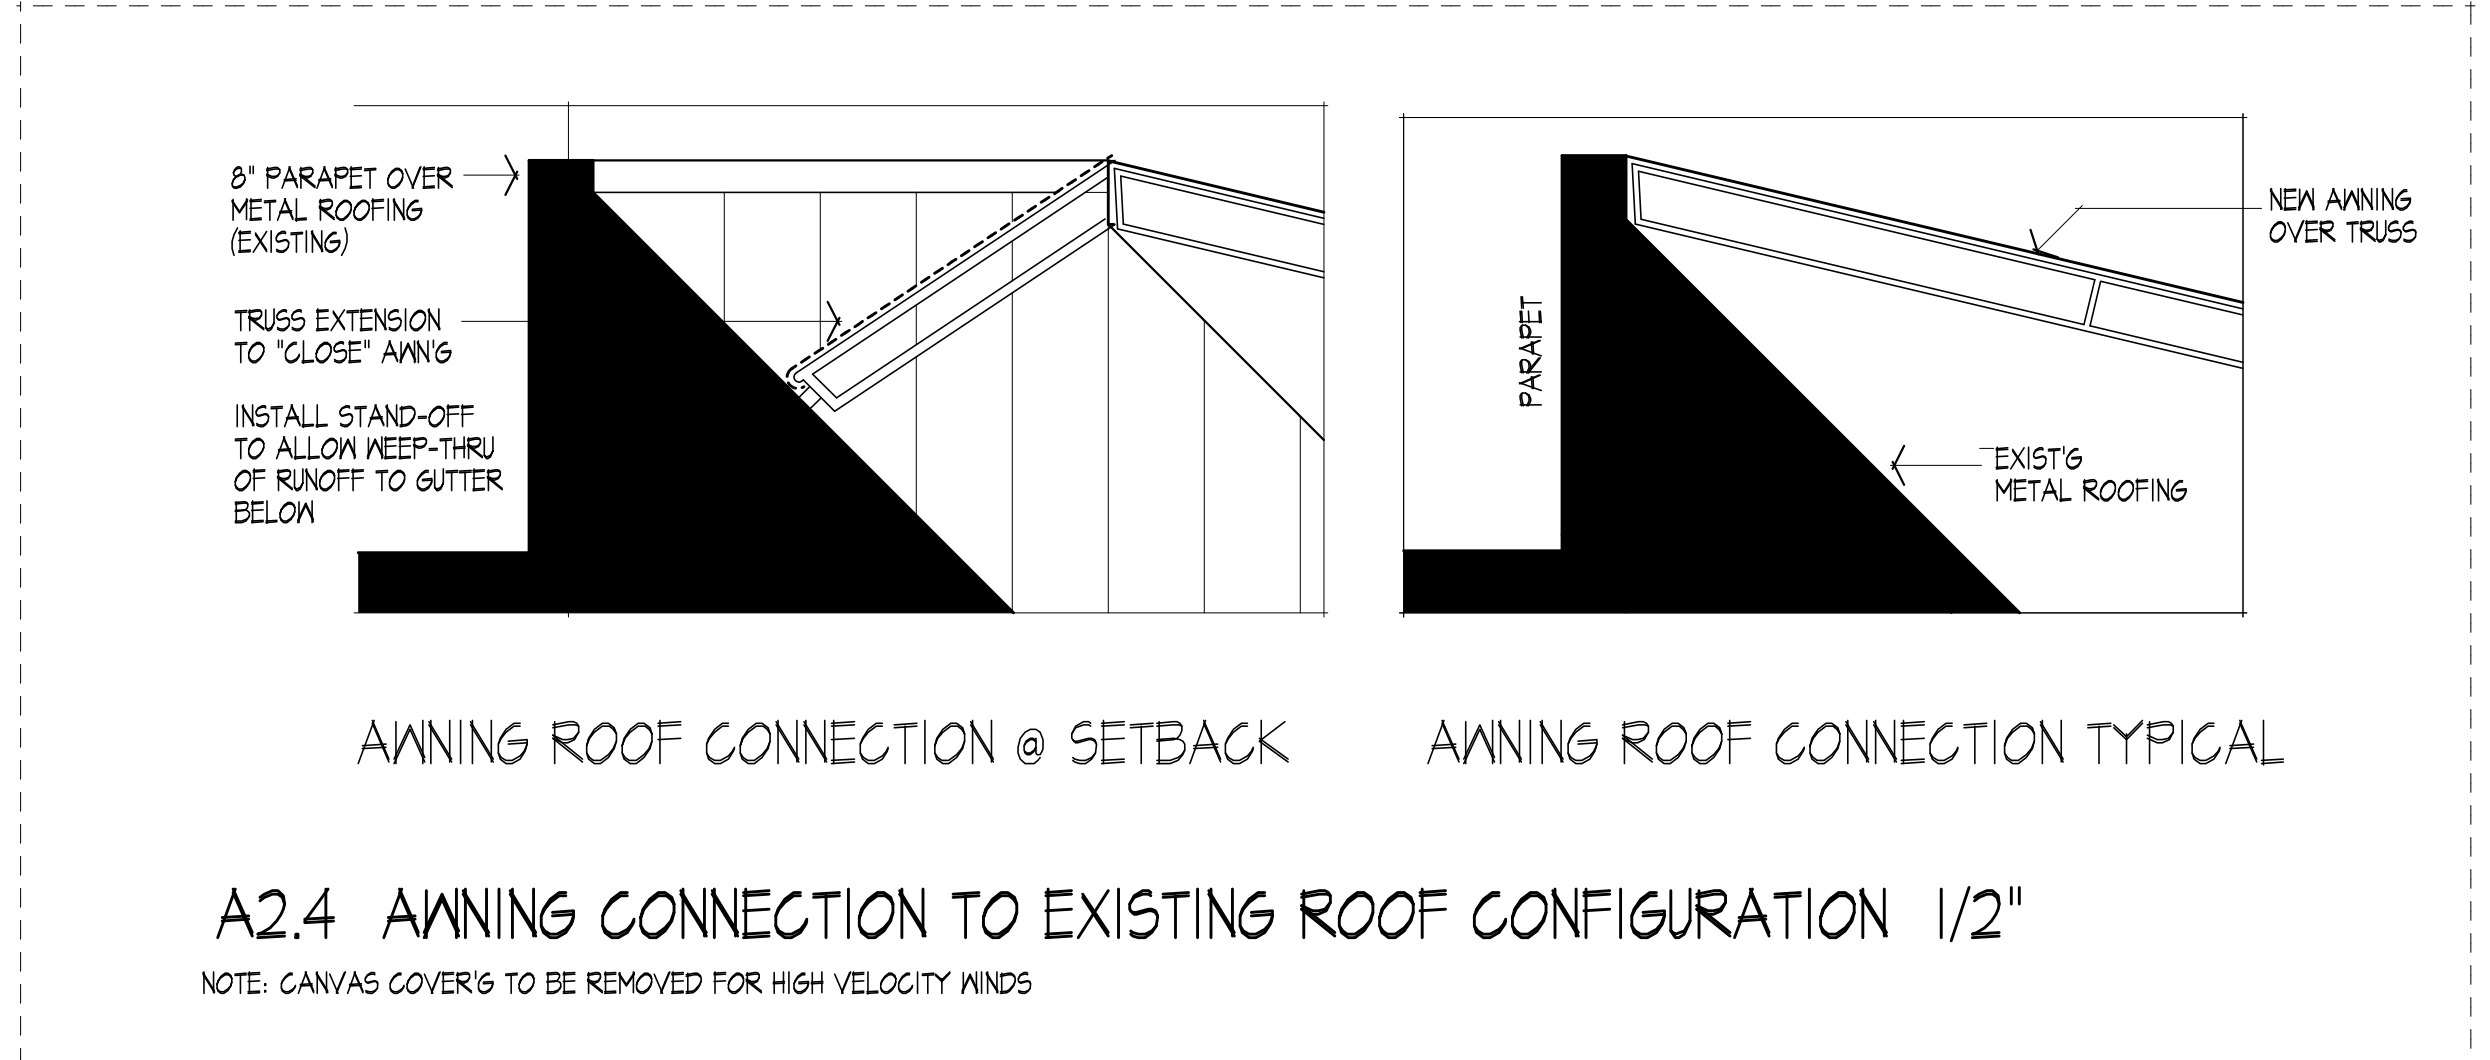 8" PARAPET OVER
METAL ROOFING
(EXISTING)
TRUSS EXTENSION
TO "CLOSE" AWN'G
INSTALL STAND-OFF
TO ALLOW WEEP-THRU
OF RUNOFF TO GUTTER
BELOW
PARAPET
NEW AWNING
OVER TRUSS
EXIST'G
METAL ROOFING
AWNING ROOF CONNECTION @ SETBACK
AWNING ROOF CONNECTION TYPICAL
A2.4 AWNING CONNECTION TO EXISTING ROOF CONFIGURATION 1/2"
NOTE: CANVAS COVER'G TO BE REMOVED FOR HIGH VELOCITY WINDS